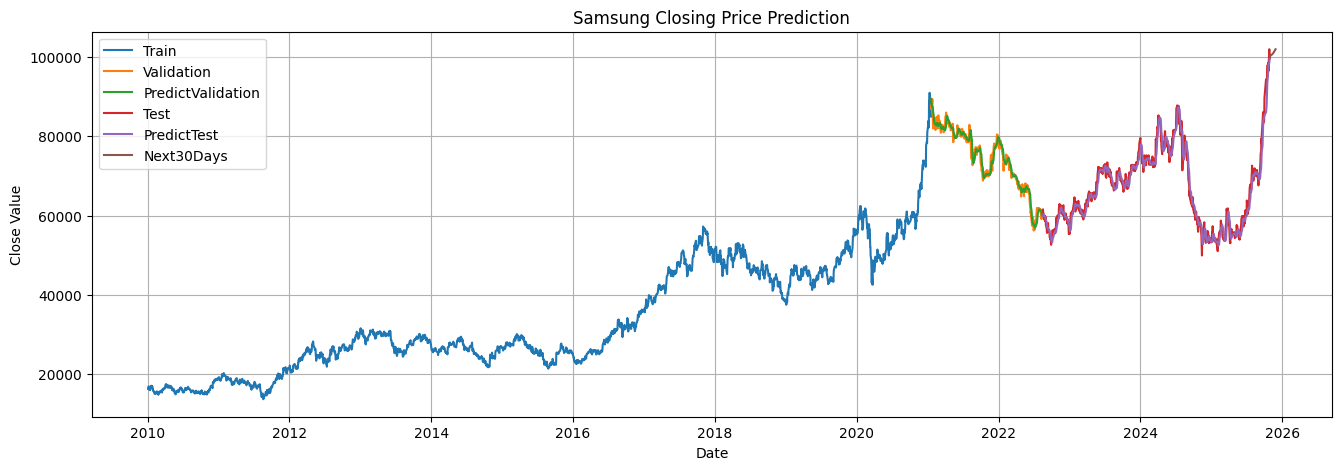 Samsung Closing Price Prediction
Train
Validation
PredictValidation
Test
PredictTest
Next30Days
Close Value
100000
80000
60000
40000
20000
2010
2012
2014
2016
2018
2020
2022
2024
2026
Date